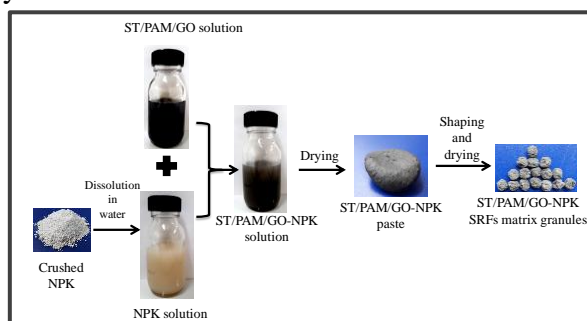 ST/PAM/GO solution
Dissolution
in
water
Crushed
NPK
NPK solution
ST/PAM/GO-NPK
solution
Drying
ST/PAM/GO-NPK
paste
Shaping
and
drying
ST/PAM/GO-NPK
SRFs matrix granules